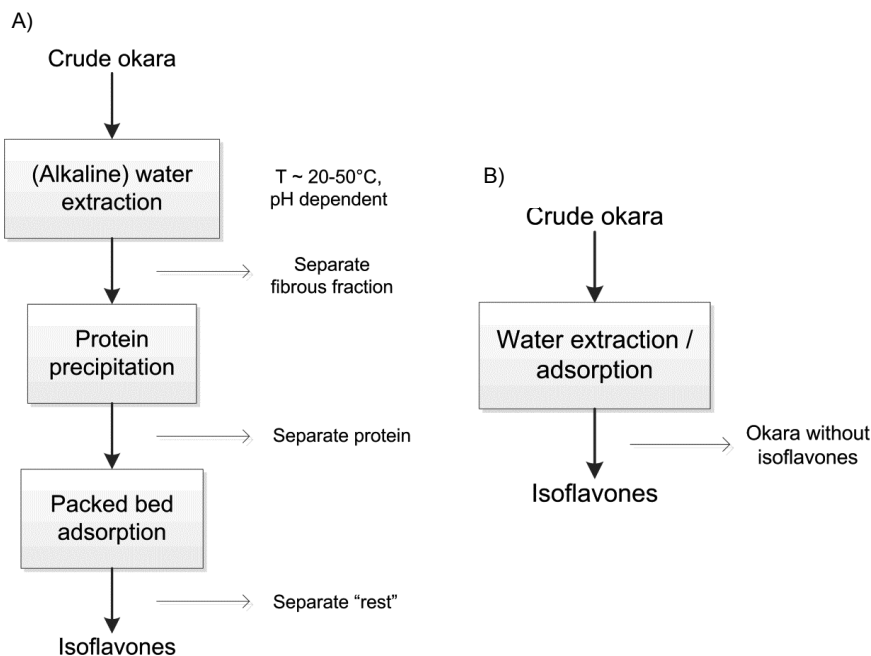 A)
Crude okara
(Alkaline) water
extraction
T ~ 20-50°C,
pH dependent
Separate
fibrous fraction
Protein
precipitation
Separate protein
Packed bed
adsorption
Separate “rest”
Isoflavones
B)
Crude okara
Water extraction /
adsorption
Okara without
isoflavones
Isoflavones